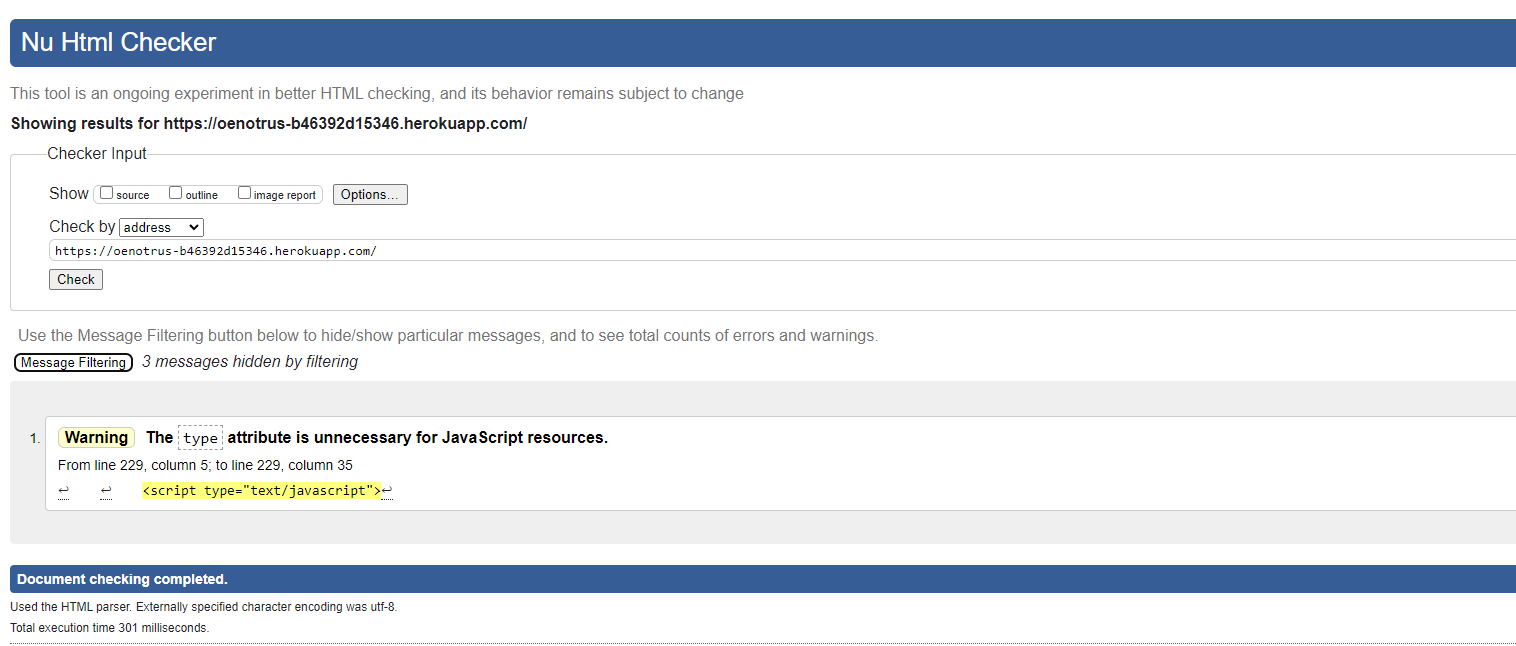 Nu Html Checker
This tool is an ongoing experiment in better HTML checking, and its behavior remains subject to change
Showing results for https://oenotrus-b46392d15346.herokuapp.com/
Checker Input
Show source outline image report Options...
Check by address
https://oenotrus-b46392d15346.herokuapp.com/
Check
Use the Message Filtering button below to hide/show particular messages, and to see total counts of errors and warnings.
Message Filtering 3 messages hidden by filtering
1. Warning The type attribute is unnecessary for JavaScript resources.
From line 229, column 5; to line 229, column 35
↩ ↩ <script type="text/javascript">↩
Document checking completed.
Used the HTML parser. Externally specified character encoding was utf-8.
Total execution time 301 milliseconds.